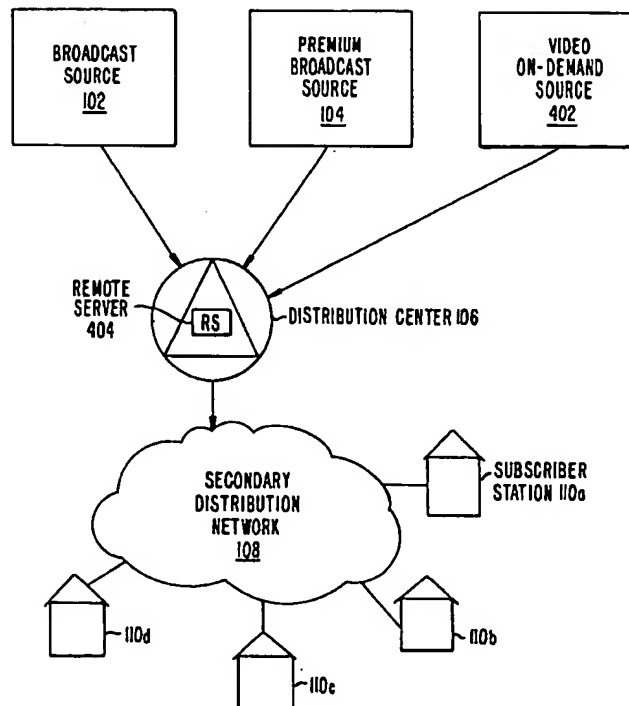 BROADCAST
SOURCE
102
PREMIUM
BROADCAST
SOURCE
104
VIDEO
ON-DEMAND
SOURCE
402
REMOTE
SERVER
404
RS
DISTRIBUTION CENTER 106
SECONDARY
DISTRIBUTION
NETWORK
108
SUBSCRIBER
STATION 110a
110d
110c
110b